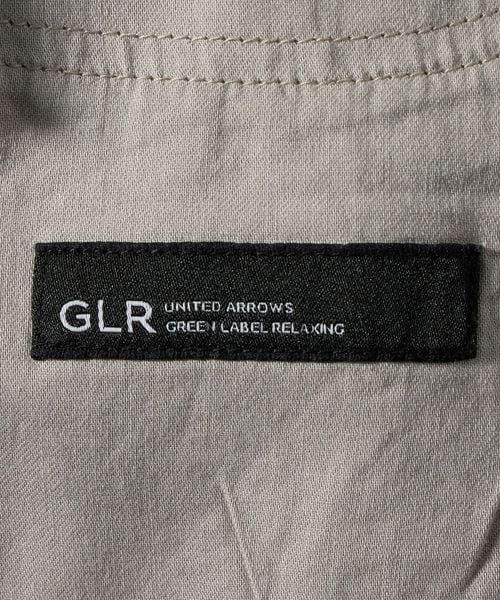 GLR
UNITED ARROWS
GREEN LABEL RELAXING